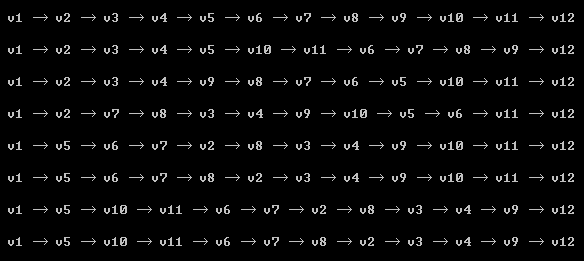 v1 → v2 → v3 → v4 → v5 → v6 → v7 → v8 → v9 → v10 → v11 → v12
v1 → v2 → v3 → v4 → v5 → v10 → v11 → v6 → v7 → v8 → v9 → v12
v1 → v2 → v3 → v4 → v9 → v8 → v7 → v6 → v5 → v10 → v11 → v12
v1 → v2 → v7 → v8 → v3 → v4 → v9 → v10 → v5 → v6 → v11 → v12
v1 → v5 → v6 → v7 → v2 → v8 → v3 → v4 → v9 → v10 → v11 → v12
v1 → v5 → v6 → v7 → v8 → v2 → v3 → v4 → v9 → v10 → v11 → v12
v1 → v5 → v10 → v11 → v6 → v7 → v2 → v8 → v3 → v4 → v9 → v12
v1 → v5 → v10 → v11 → v6 → v7 → v8 → v2 → v3 → v4 → v9 → v12